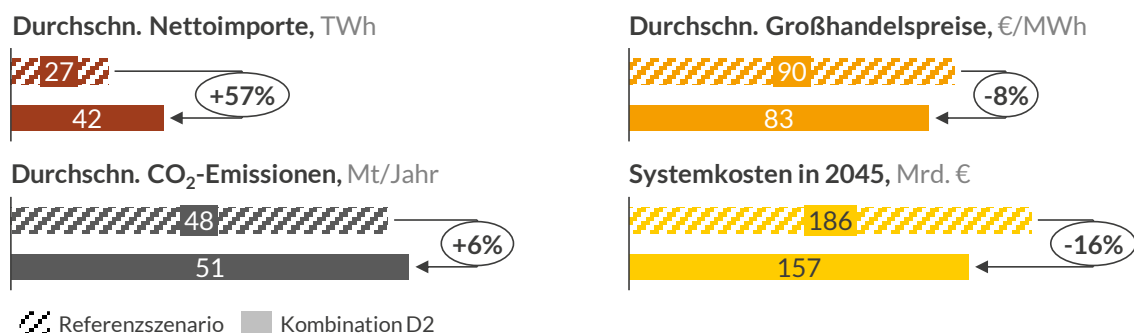 Durchschn. Nettoimporte, TWh
27
+57%
42
Durchschn. Großhandelspreise, €/MWh
90
-8%
83
Durchschn. CO₂-Emissionen, Mt/Jahr
48
+6%
51
Systemkosten in 2045, Mrd. €
186
-16%
157
Referenzszenario Kombination D2